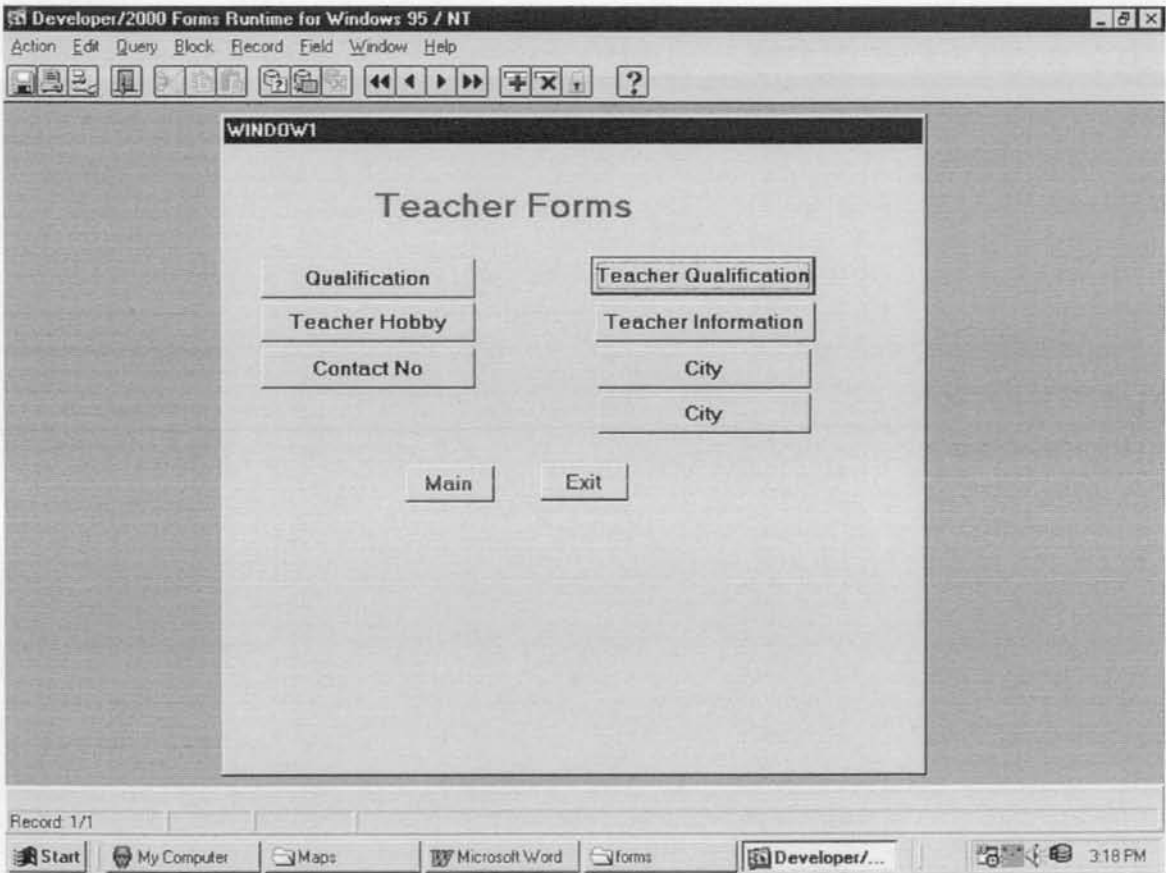 Developer/2000 Forms Runtime for Windows 95 / NT
Action Edit Query Block Record Field Window Help
WINDOW1
Teacher Forms
Qualification Teacher Qualification
Teacher Hobby Teacher Information
Contact No City
City
Main Exit
Record: 1/1
Start My Computer Maps Microsoft Word forms Developer/... 3:18 PM